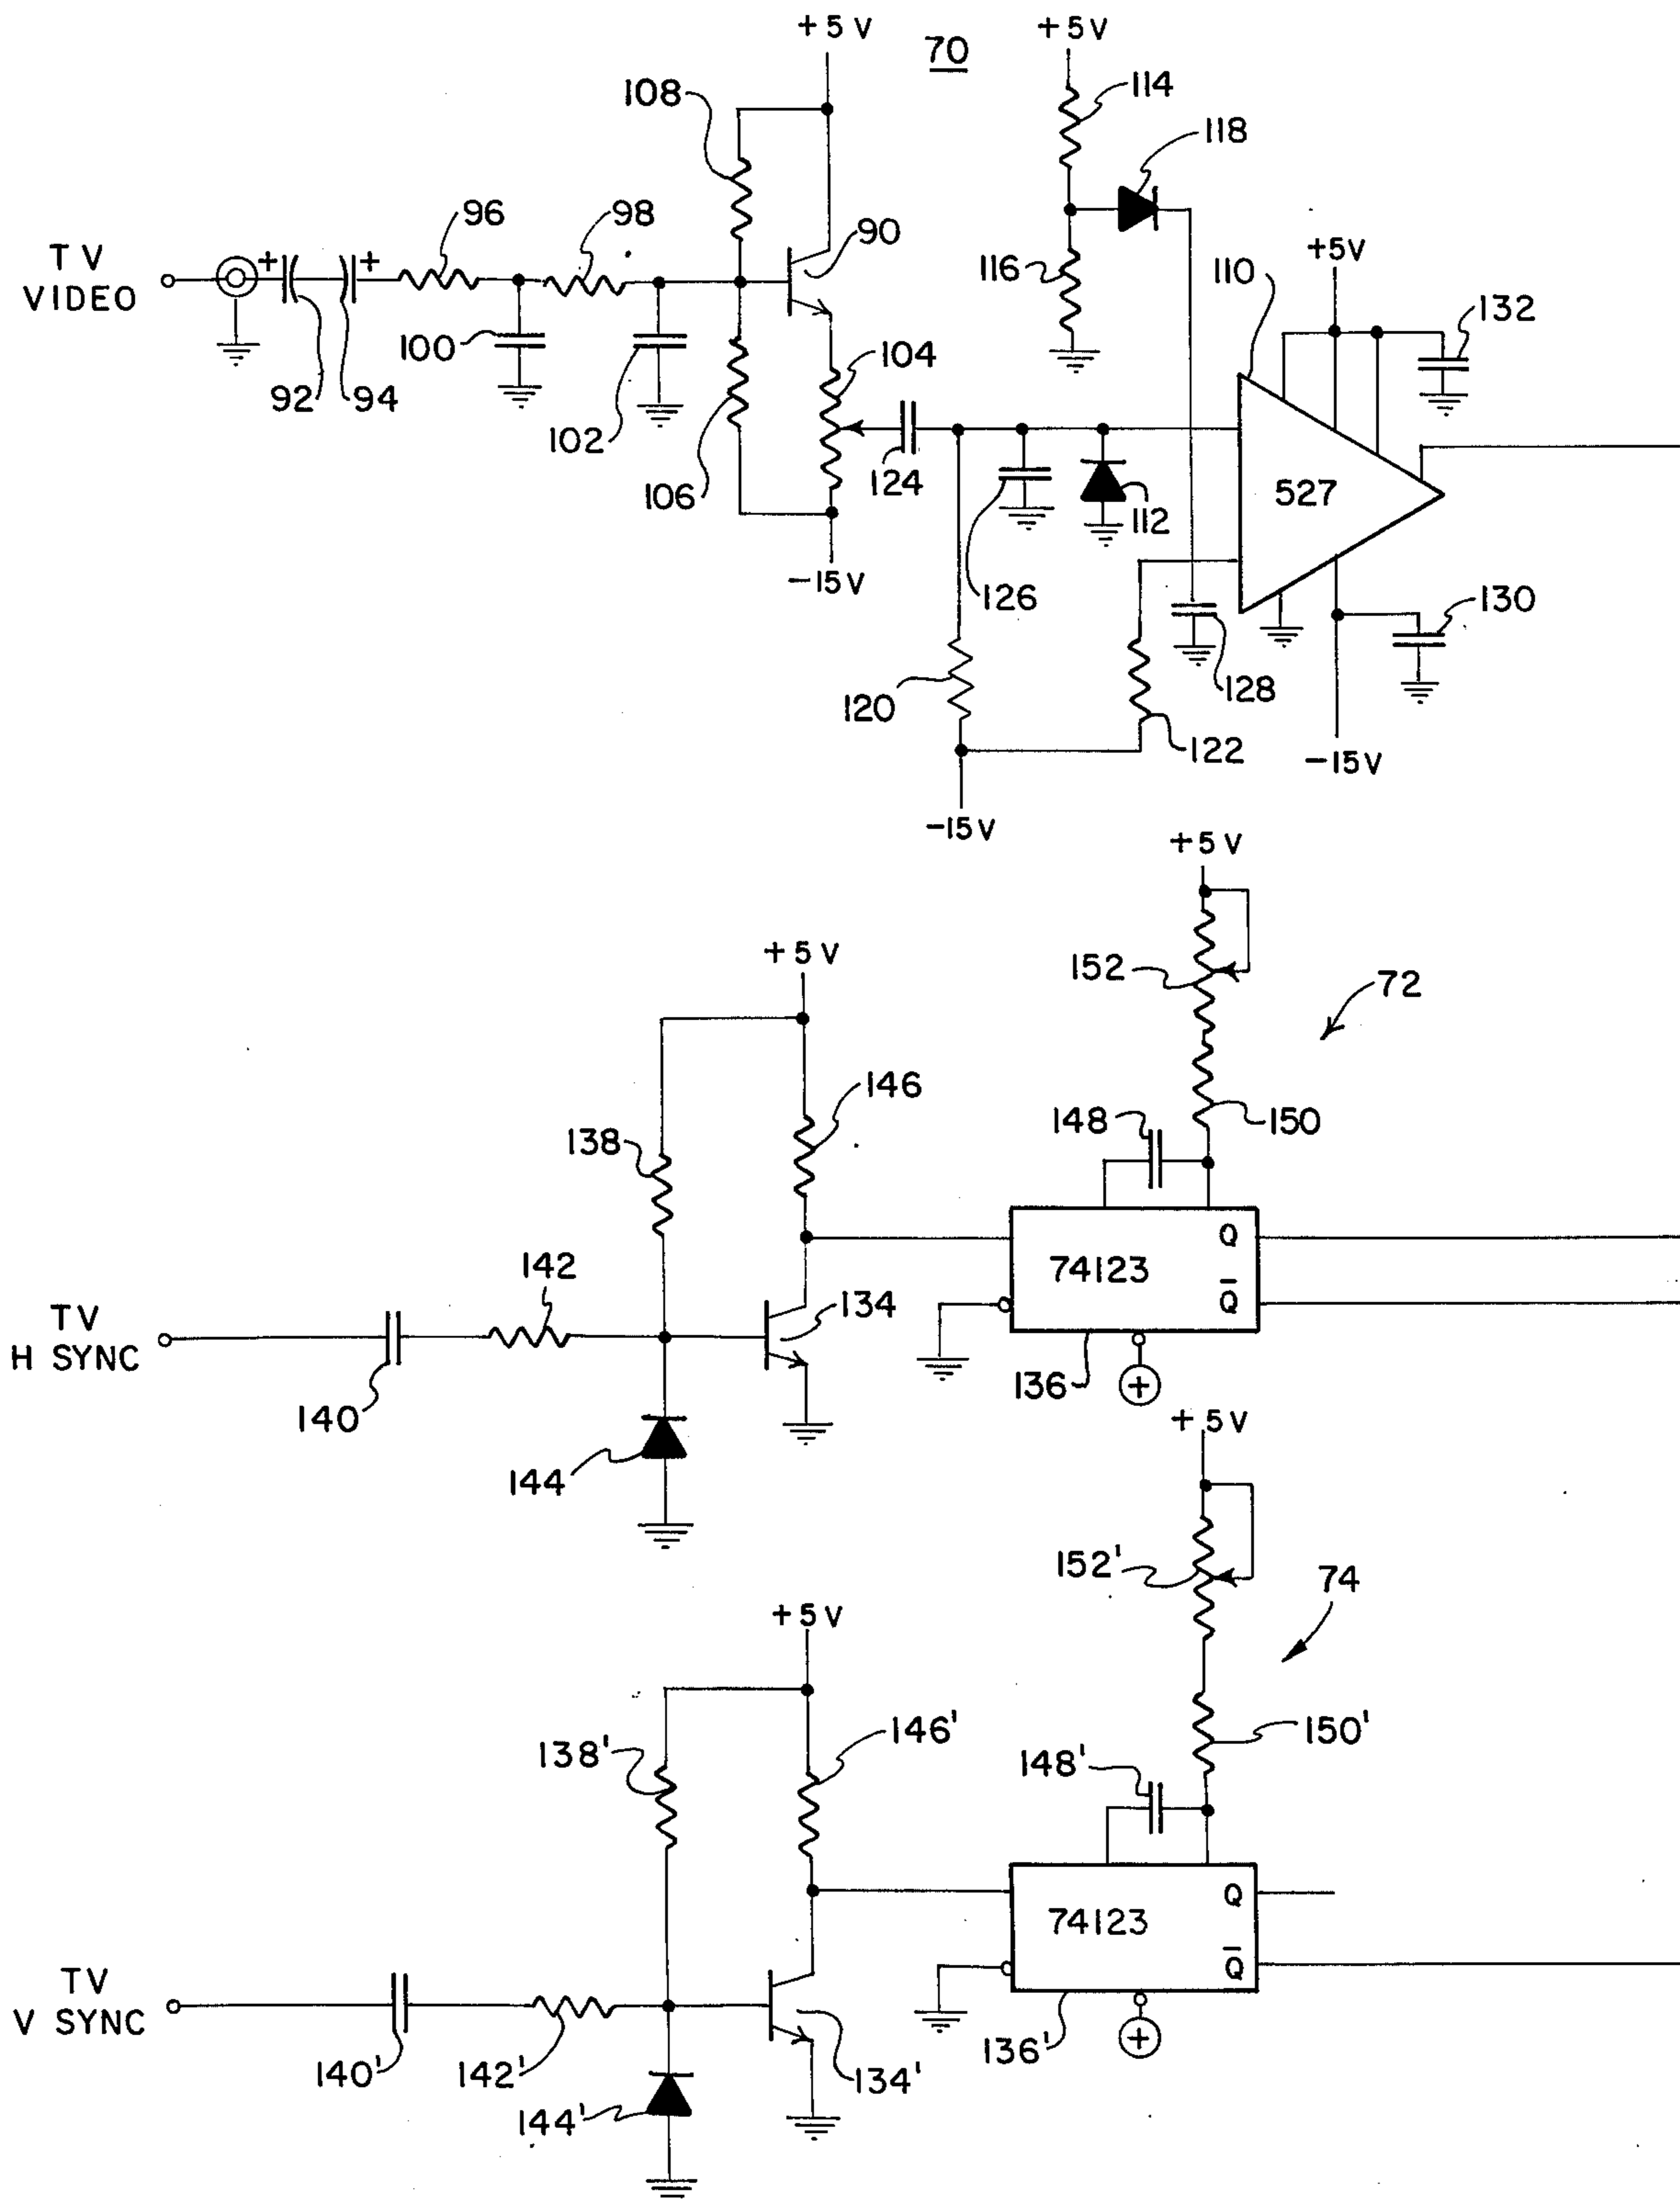 +5V
70
+5V
108
114
118
96
98
90
TV
VIDEO
+
+
116
110
+5V
132
100
104
92
94
102
106
124
112
527
-15V
126
130
120
128
122
-15V
-15V
+5V
+5V
152
72
146
148
150
138
142
134
74123
Q
Q̅
TV
H SYNC
136
+
140
144
+5V
152'
74
+5V
146'
150'
138'
148'
74123
Q
Q̅
TV
V SYNC
136'
+
140'
142'
134'
144'